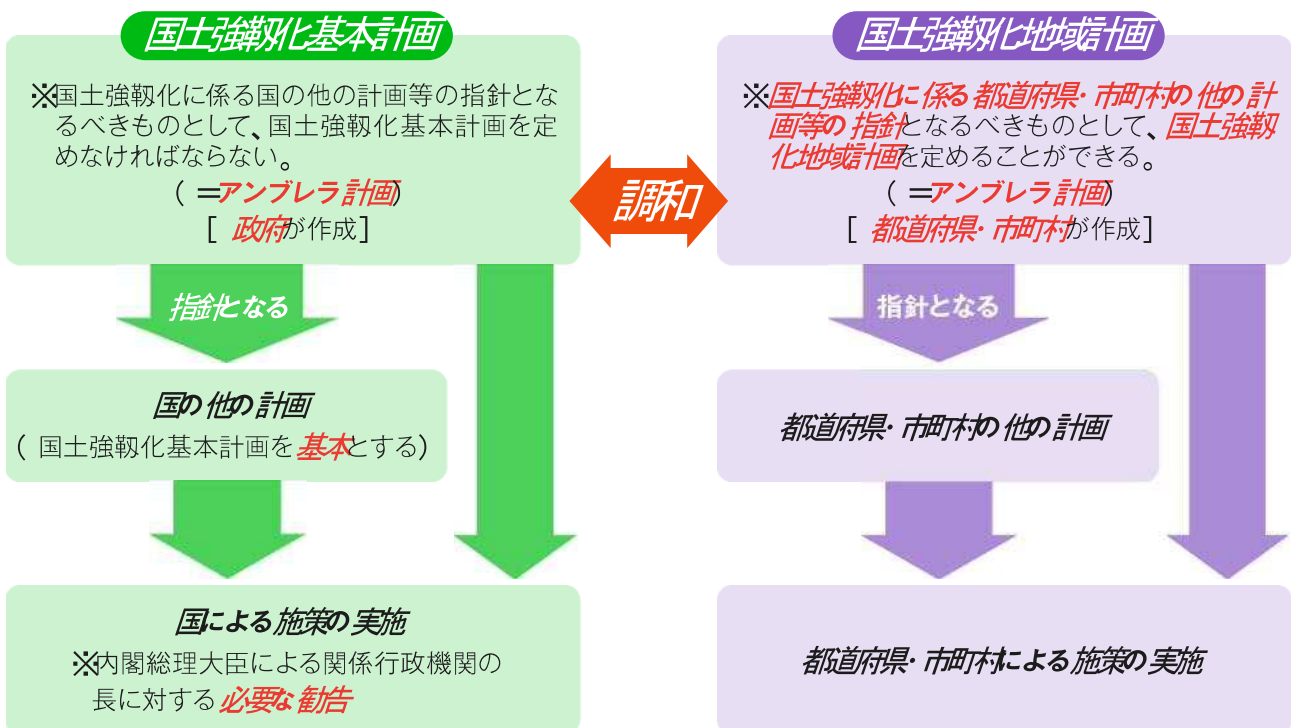 国土強靱化基本計画
※国土強靱化に係る国の他の計画等の指針とな
るべきものとして、国土強靱化基本計画を定
めなければならない。
(=アンブレラ計画)
[政府が作成]
指針となる
国の他の計画
(国土強靱化基本計画を基本とする)
国による施策の実施
※内閣総理大臣による関係行政機関の
長に対する必要な勧告
調和
国土強靱化地域計画
※国土強靱化に係る都道府県・市町村の他の計
画等の指針となるべきものとして、国土強靱
化地域計画を定めることができる。
(=アンブレラ計画)
[都道府県・市町村が作成]
指針となる
都道府県・市町村の他の計画
都道府県・市町村による施策の実施